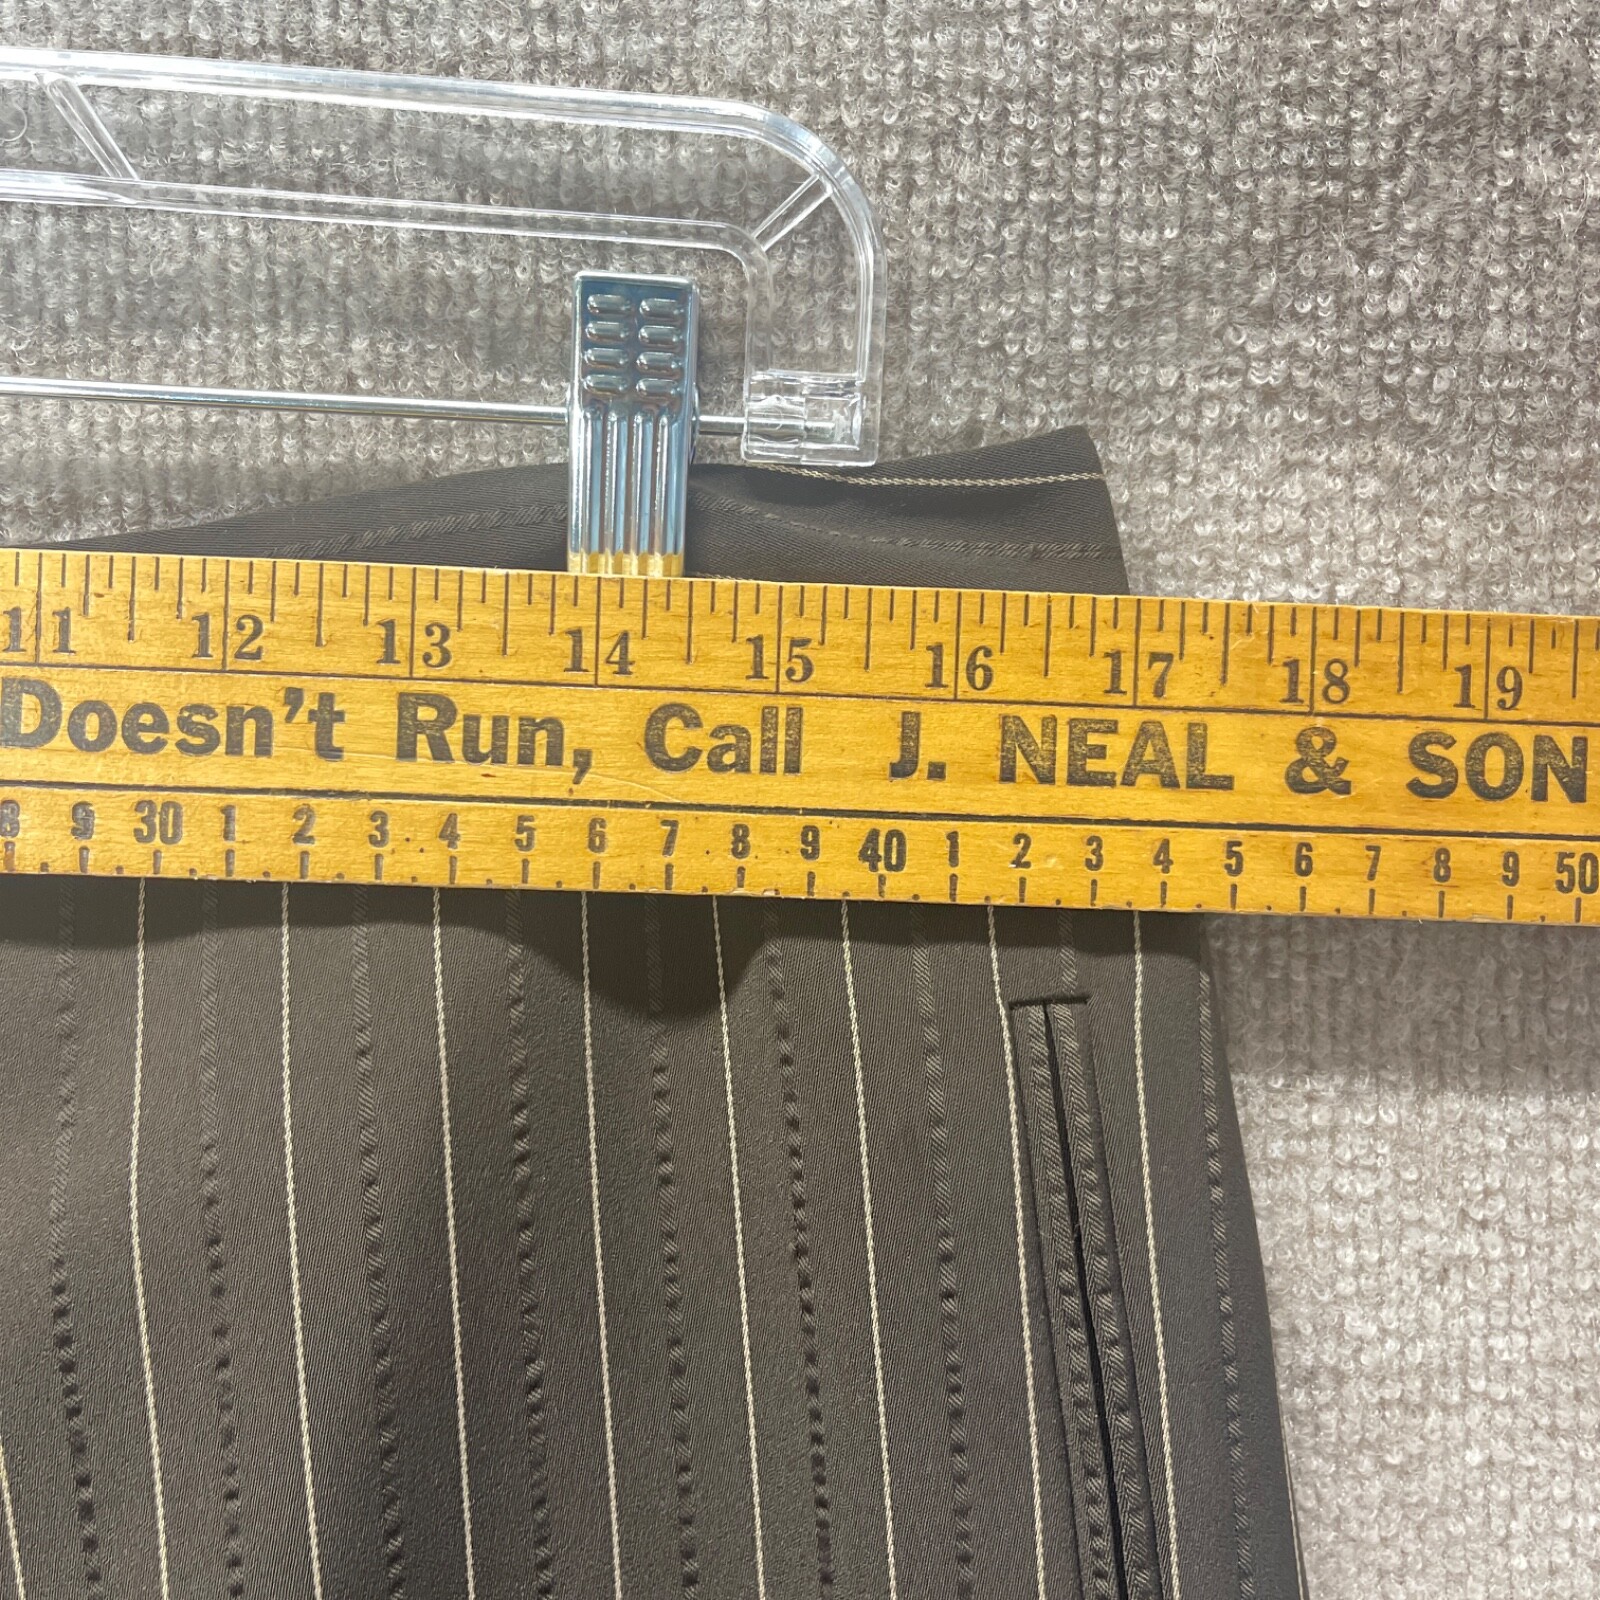 11 12 13 14 15 16 17 18 19
Doesn't Run, Call J. NEAL & SON
8 9 30 1 2 3 4 5 6 7 8 9 40 1 2 3 4 5 6 7 8 9 50